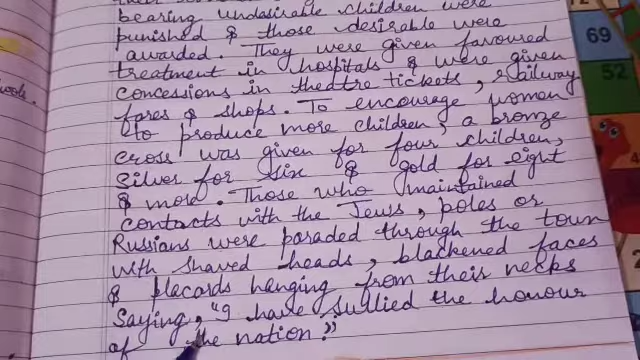 bearing undasirable children were
punished & those desirable were
awarded. They were given favoured
treatment in hospitals & were given
concessions in theatre tickets, railway
fares & shops. To encourage women
to produce more children, a bronze
cross was given for four children,
silver for six & gold for eight
& more. Those who maintained
contacts with the Jeuss, poles or
Russians were paraded through the town
with shaved heads, blackened faces
& placards hanging from their necks
saying, "I have sullied the honour
of the nation."
69
52